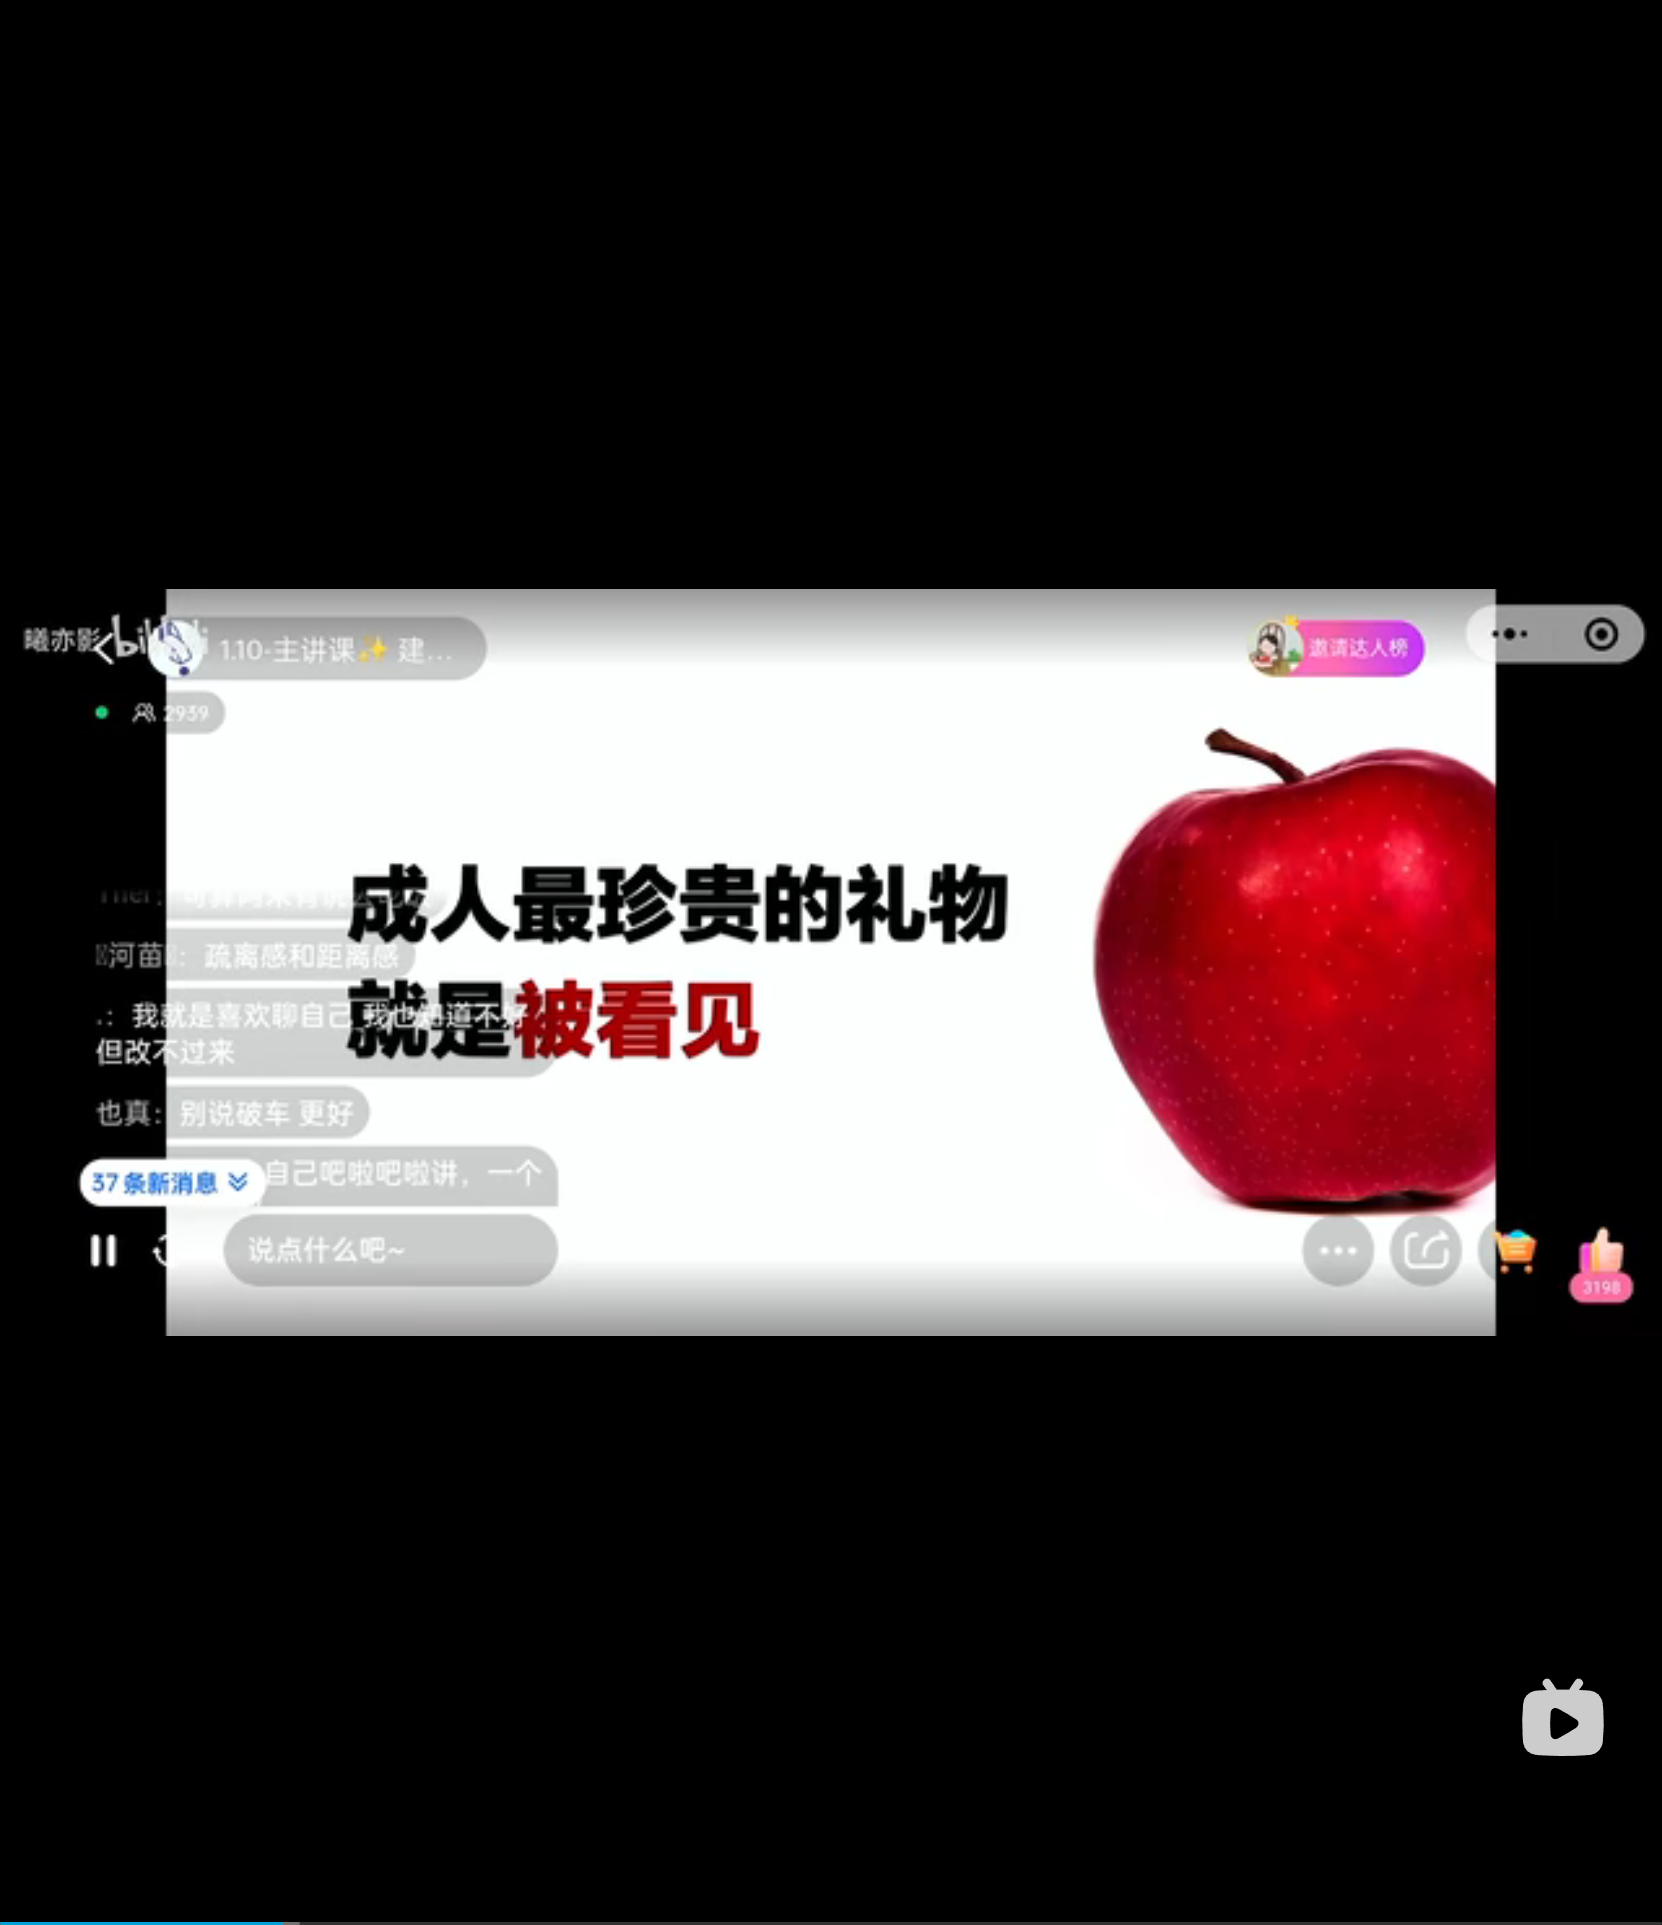 曦亦影
1.10-主讲课✨ 建...
邀请达人榜
2939
成人最珍贵的礼物
就是被看见
河苗：疏离感和距离感
.：我就是喜欢聊自己 我也知道不好
但改不过来
也真：别说破车 更好
自己吧啦吧啦讲，一个
37条新消息
说点什么吧~
3198